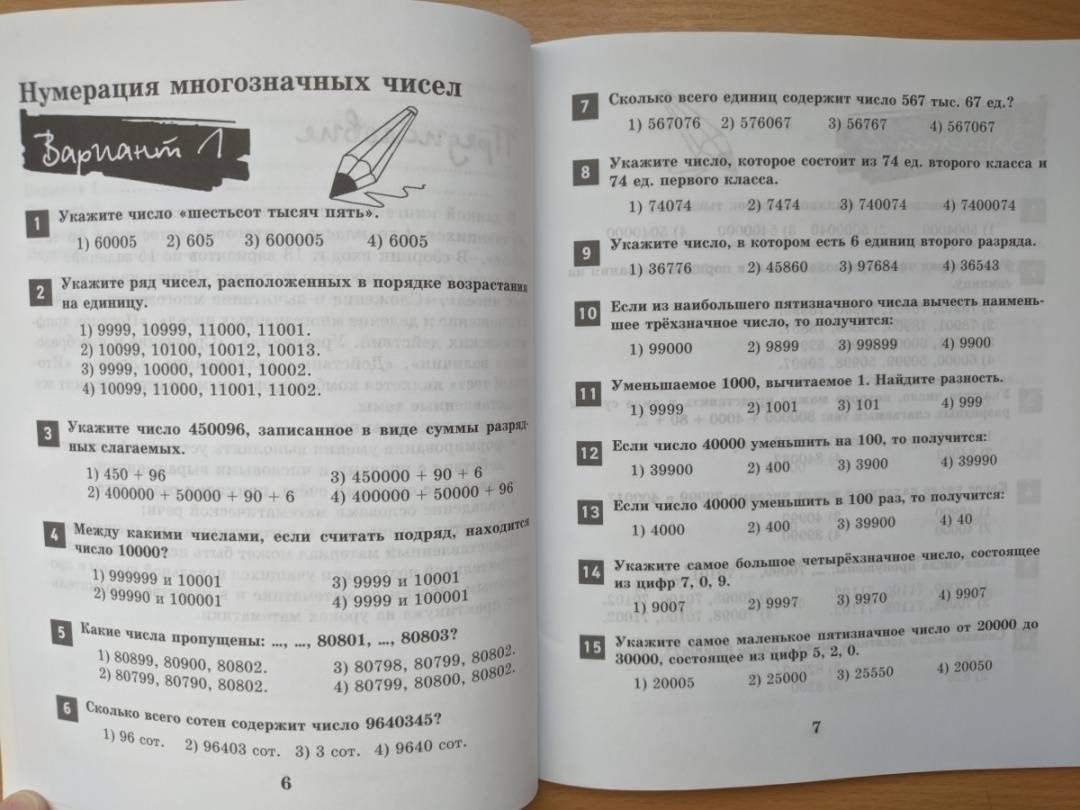 Нумерация многозначных чисел
Вариант 1
1 Укажите число «шестьсот тысяч пять».
1) 60005 2) 605 3) 600005 4) 6005
2 Укажите ряд чисел, расположенных в порядке возрастания
на единицу.
1) 9999, 10999, 11000, 11001.
2) 10099, 10100, 10012, 10013.
3) 9999, 10000, 10001, 10002.
4) 10099, 11000, 11001, 11002.
3 Укажите число 450096, записанное в виде суммы разряд-
ных слагаемых.
1) 450 + 96 3) 450000 + 90 + 6
2) 400000 + 50000 + 90 + 6 4) 400000 + 50000 + 96
4 Между какими числами, если считать подряд, находится
число 10000?
1) 999999 и 10001 3) 9999 и 10001
2) 99990 и 100001 4) 9999 и 100001
5 Какие числа пропущены: ..., ..., 80801, ..., 80803?
1) 80899, 80900, 80802. 3) 80798, 80799, 80802.
2) 80799, 80790, 80802. 4) 80799, 80800, 80802.
6 Сколько всего сотен содержит число 9640345?
1) 96 сот. 2) 96403 сот. 3) 3 сот. 4) 9640 сот.
6
7 Сколько всего единиц содержит число 567 тыс. 67 ед.?
1) 567076 2) 576067 3) 56767 4) 567067
8 Укажите число, которое состоит из 74 ед. второго класса и
74 ед. первого класса.
1) 74074 2) 7474 3) 740074 4) 7400074
9 Укажите число, в котором есть 6 единиц второго разряда.
1) 36776 2) 45860 3) 97684 4) 36543
10 Если из наибольшего пятизначного числа вычесть наимень-
шее трёхзначное число, то получится:
1) 99000 2) 9899 3) 99899 4) 9900
11 Уменьшаемое 1000, вычитаемое 1. Найдите разность.
1) 9999 2) 1001 3) 101 4) 999
12 Если число 40000 уменьшить на 100, то получится:
1) 39900 2) 400 3) 3900 4) 39990
13 Если число 40000 уменьшить в 100 раз, то получится:
1) 4000 2) 400 3) 39900 4) 40
14 Укажите самое большое четырёхзначное число, состоящее
из цифр 7, 0, 9.
1) 9007 2) 9997 3) 9970 4) 9907
15 Укажите самое маленькое пятизначное число от 20000 до
30000, состоящее из цифр 5, 2, 0.
1) 20005 2) 25000 3) 25550 4) 20050
7